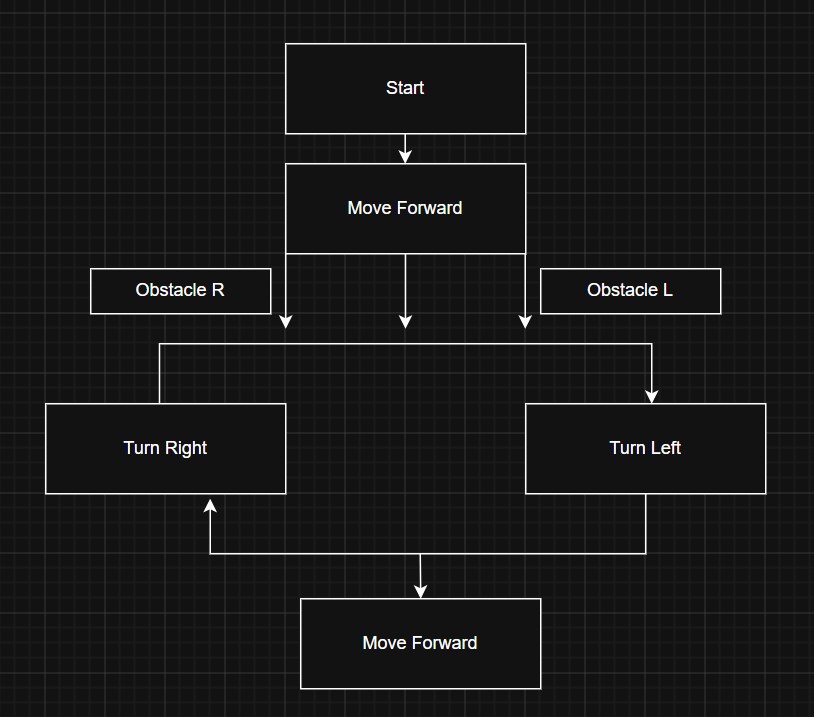 Start
Move Forward
Obstacle R
Obstacle L
Turn Right
Turn Left
Move Forward